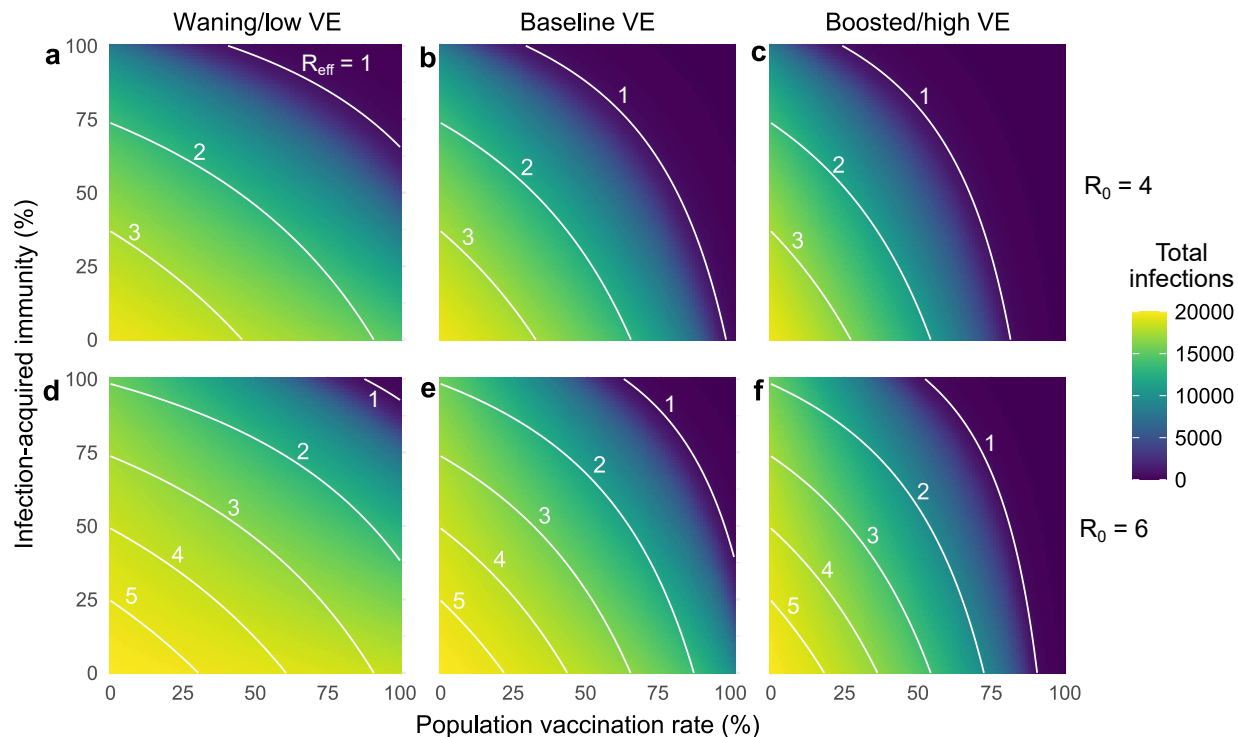 Waning/low VE
Baseline VE
Boosted/high VE
Infection-acquired immunity (%)
a
100
75
50
25
0
R_eff = 1
2
3
b
1
2
3
c
1
2
3
R_0 = 4
d
100
75
50
25
0
1
2
3
4
5
0 25 50 75 100
e
1
2
3
4
5
0 25 50 75 100
f
1
2
3
4
5
0 25 50 75 100
R_0 = 6
Total
infections
20000
15000
10000
5000
0
Population vaccination rate (%)